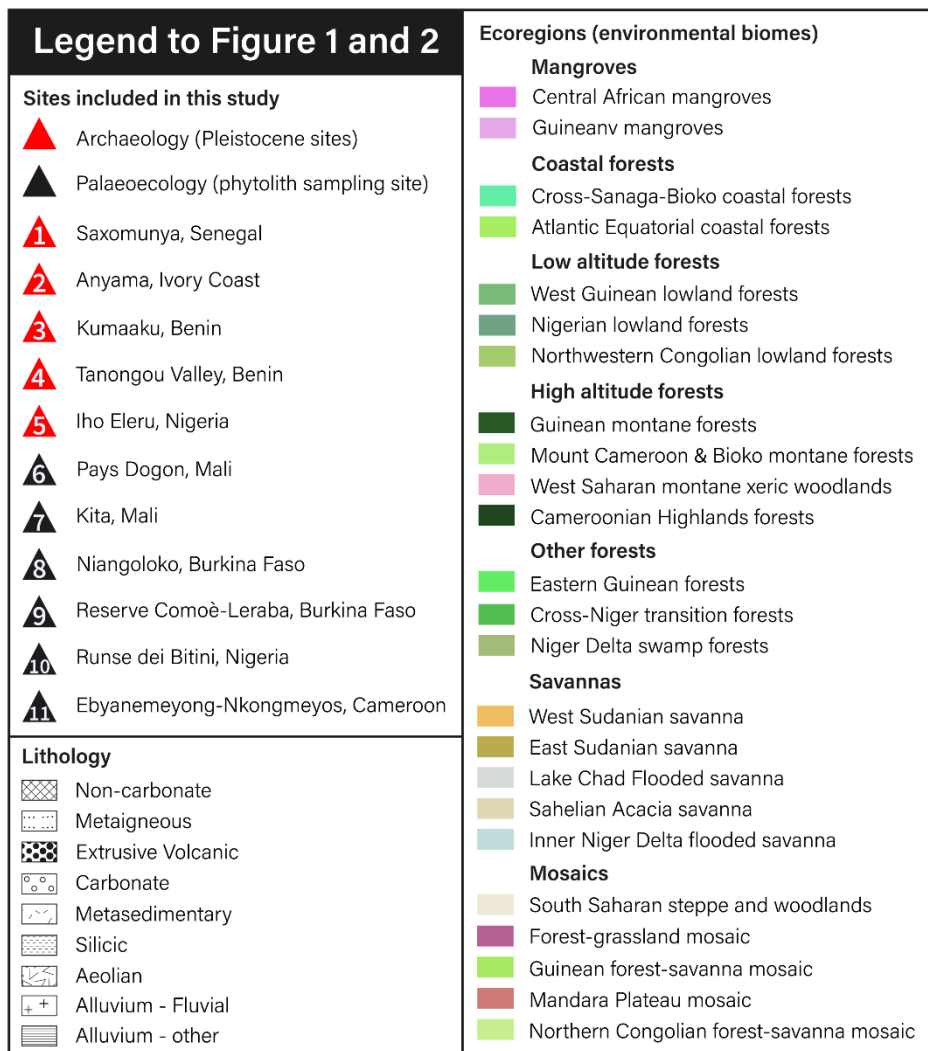 Legend to Figure 1 and 2
Sites included in this study
Archaeology (Pleistocene sites)
Palaeoecology (phytolith sampling site)
1 Saxomunya, Senegal
2 Anyama, Ivory Coast
3 Kumaaku, Benin
4 Tanongou Valley, Benin
5 Iho Eleru, Nigeria
6 Pays Dogon, Mali
7 Kita, Mali
8 Niangoloko, Burkina Faso
9 Reserve Comoè-Leraba, Burkina Faso
10 Runse dei Bitini, Nigeria
11 Ebyanemeyong-Nkongmeyos, Cameroon
Lithology
Non-carbonate
Metaigneous
Extrusive Volcanic
Carbonate
Metasedimentary
Silicic
Aeolian
Alluvium - Fluvial
Alluvium - other
Ecoregions (environmental biomes)
Mangroves
Central African mangroves
Guineanv mangroves
Coastal forests
Cross-Sanaga-Bioko coastal forests
Atlantic Equatorial coastal forests
Low altitude forests
West Guinean lowland forests
Nigerian lowland forests
Northwestern Congolian lowland forests
High altitude forests
Guinean montane forests
Mount Cameroon & Bioko montane forests
West Saharan montane xeric woodlands
Cameroonian Highlands forests
Other forests
Eastern Guinean forests
Cross-Niger transition forests
Niger Delta swamp forests
Savannas
West Sudanian savanna
East Sudanian savanna
Lake Chad Flooded savanna
Sahelian Acacia savanna
Inner Niger Delta flooded savanna
Mosaics
South Saharan steppe and woodlands
Forest-grassland mosaic
Guinean forest-savanna mosaic
Mandara Plateau mosaic
Northern Congolian forest-savanna mosaic